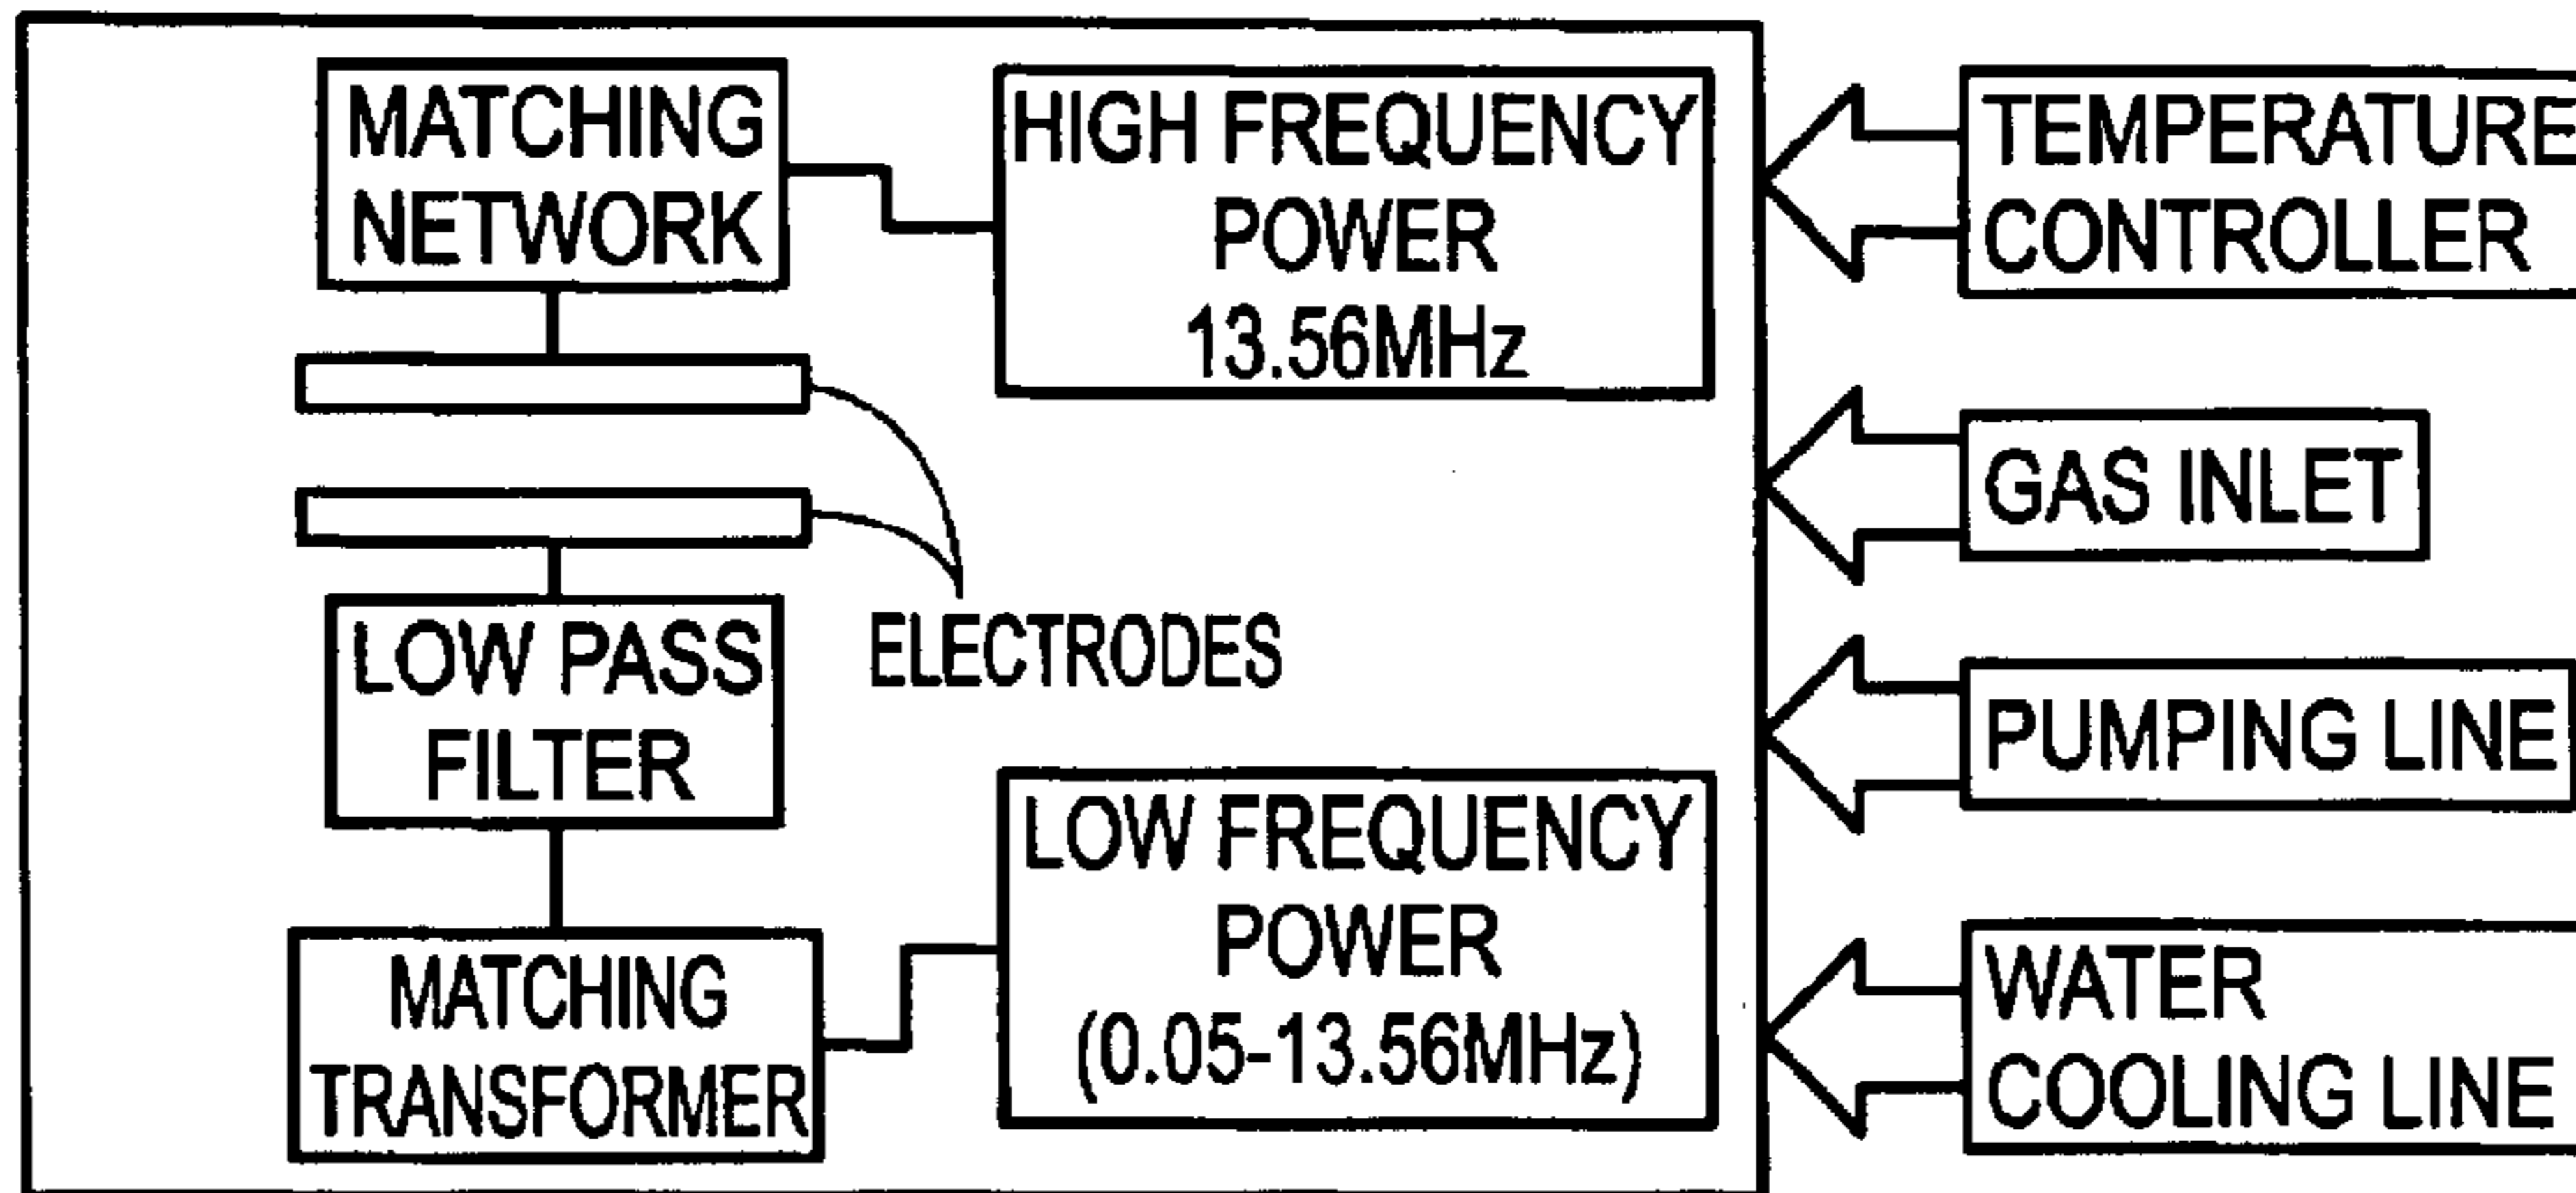 MATCHING
NETWORK
HIGH FREQUENCY
POWER
13.56MHz
TEMPERATURE
CONTROLLER
GAS INLET
ELECTRODES
LOW PASS
FILTER
PUMPING LINE
LOW FREQUENCY
POWER
(0.05-13.56MHz)
MATCHING
TRANSFORMER
WATER
COOLING LINE